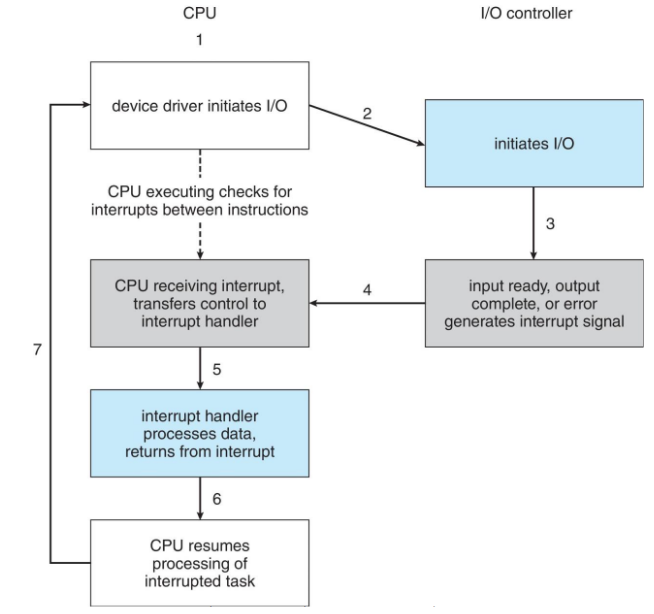 CPU
I/O controller
1
device driver initiates I/O
2
initiates I/O
CPU executing checks for
interrupts between instructions
3
CPU receiving interrupt,
transfers control to
interrupt handler
4
input ready, output
complete, or error
generates interrupt signal
7
5
interrupt handler
processes data,
returns from interrupt
6
CPU resumes
processing of
interrupted task